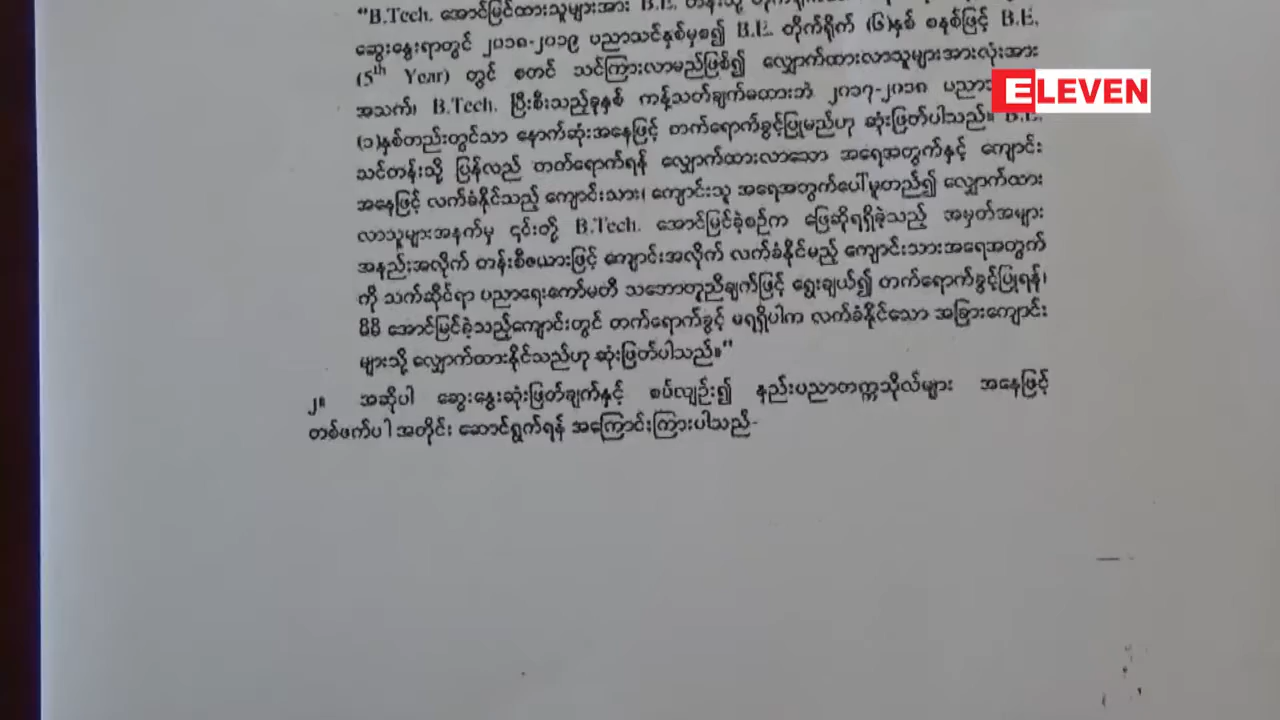 "B.Tech. အောင်မြင်ထားသူများအား B.E. တန်းသို့
ဆွေးနွေးရာတွင် ၂၀၁၈-၂၀၁၉ ပညာသင်နှစ်မှစ၍ B.E. တိုက်ရိုက် (၆)နှစ် စနစ်ဖြင့် B.E.
(5th Year) တွင် စတင် သင်ကြားလာမည်ဖြစ်၍ လျှောက်ထားလာသူများအားလုံးအား
ELEVEN
အသက်၊ B.Tech. ပြီးစီးသည့်ခုနှစ် ကန့်သတ်ချက်မထားဘဲ ၂၀၁၇-၂၀၁၈
(၁)နှစ်တည်းတွင်သာ နောက်ဆုံးအနေဖြင့် တက်ရောက်ခွင့်ပြုမည်ဟု ဆုံးဖြတ်ပါသည်။ B.E.
သင်တန်းသို့ ပြန်လည် တက်ရောက်ရန် လျှောက်ထားလာသော အရေအတွက်နှင့် ကျောင်း
အနေဖြင့် လက်ခံနိုင်သည့် ကျောင်းသား၊ ကျောင်းသူ အရေအတွက်ပေါ်မူတည်၍ လျှောက်ထား
လာသူများအနက်မှ ၎င်းတို့ B.Tech. အောင်မြင်ခဲ့စဉ်က ဖြေဆိုရရှိခဲ့သည့် အမှတ်အများ
အနည်းအလိုက် တန်းစီဇယားဖြင့် ကျောင်းအလိုက် လက်ခံနိုင်မည့် ကျောင်းသားအရေအတွက်
ကို သက်ဆိုင်ရာ ပညာရေးကော်မတီ သဘောတူညီချက်ဖြင့် ရွေးချယ်၍ တက်ရောက်ခွင့်ပြုရန်၊
မိမိ အောင်မြင်ခဲ့သည့်ကျောင်းတွင် တက်ရောက်ခွင့် မရရှိပါက လက်ခံနိုင်သော အခြားကျောင်း
များသို့ လျှောက်ထားနိုင်သည်ဟု ဆုံးဖြတ်ပါသည်။"
၂။ အဆိုပါ ဆွေးနွေးဆုံးဖြတ်ချက်နှင့် စပ်လျဉ်း၍ နည်းပညာတက္ကသိုလ်များ အနေဖြင့်
တစ်ဖက်ပါ အတိုင်း ဆောင်ရွက်ရန် အကြောင်းကြားပါသည်-